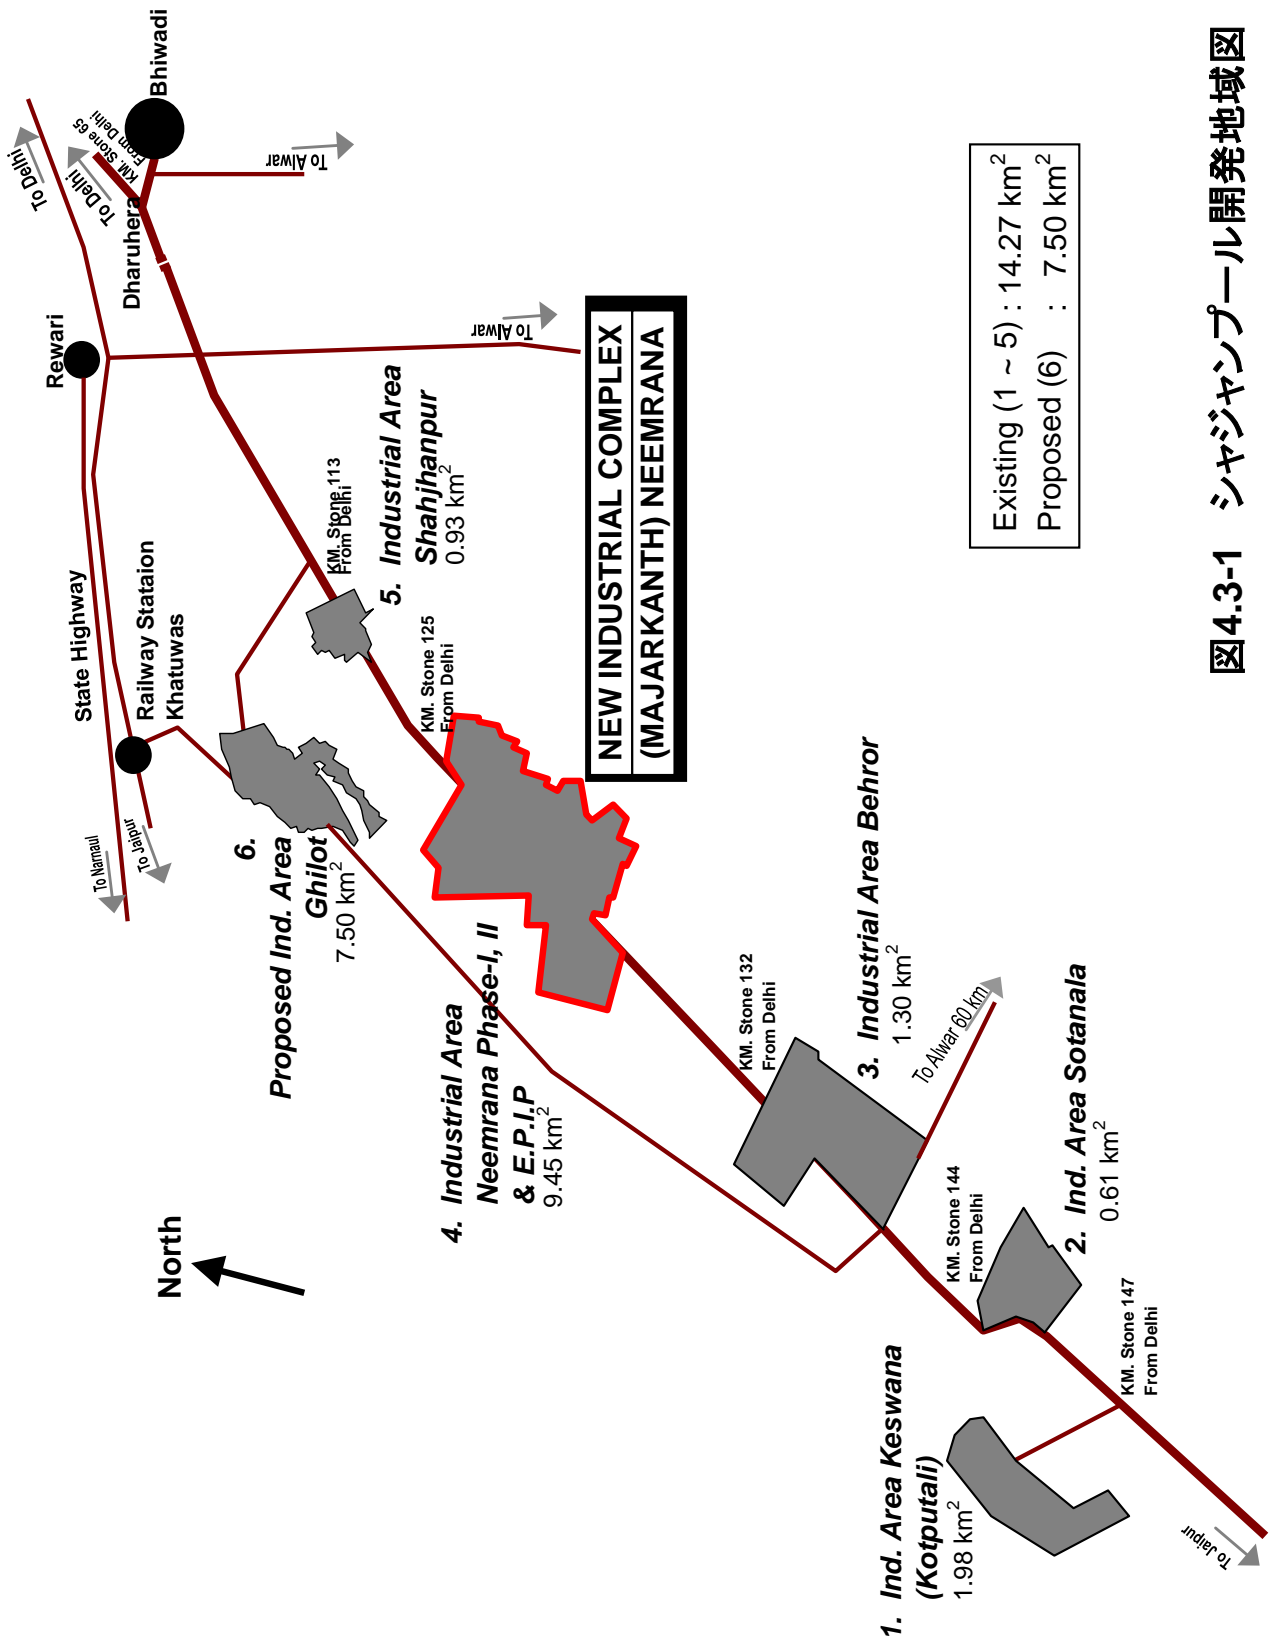 To Delhi
To Delhi
KM. Stone 65
From Delhi
Bhiwadi
Dharuhera
To Alwar
Rewari
To Alwar
State Highway
Railway Stataion
Khatuwas
To Narnaul
To Jaipur
KM. Stone 113
From Delhi
5. Industrial Area
Shahjhanpur
0.93 km²
KM. Stone 125
From Delhi
NEW INDUSTRIAL COMPLEX
(MAJARKANTH) NEEMRANA
6.
Proposed Ind. Area
Ghilot
7.50 km²
4. Industrial Area
Neemrana Phase-I, II
& E.P.I.P
9.45 km²
KM. Stone 132
From Delhi
3. Industrial Area Behror
1.30 km²
To Alwar 60 km
North
KM. Stone 144
From Delhi
2. Ind. Area Sotanala
0.61 km²
KM. Stone 147
From Delhi
1. Ind. Area Keswana
(Kotputali)
1.98 km²
To Jaipur
Existing (1 ~ 5) : 14.27 km²
Proposed (6) : 7.50 km²
図4.3-1 シャジャンプール開発地域図